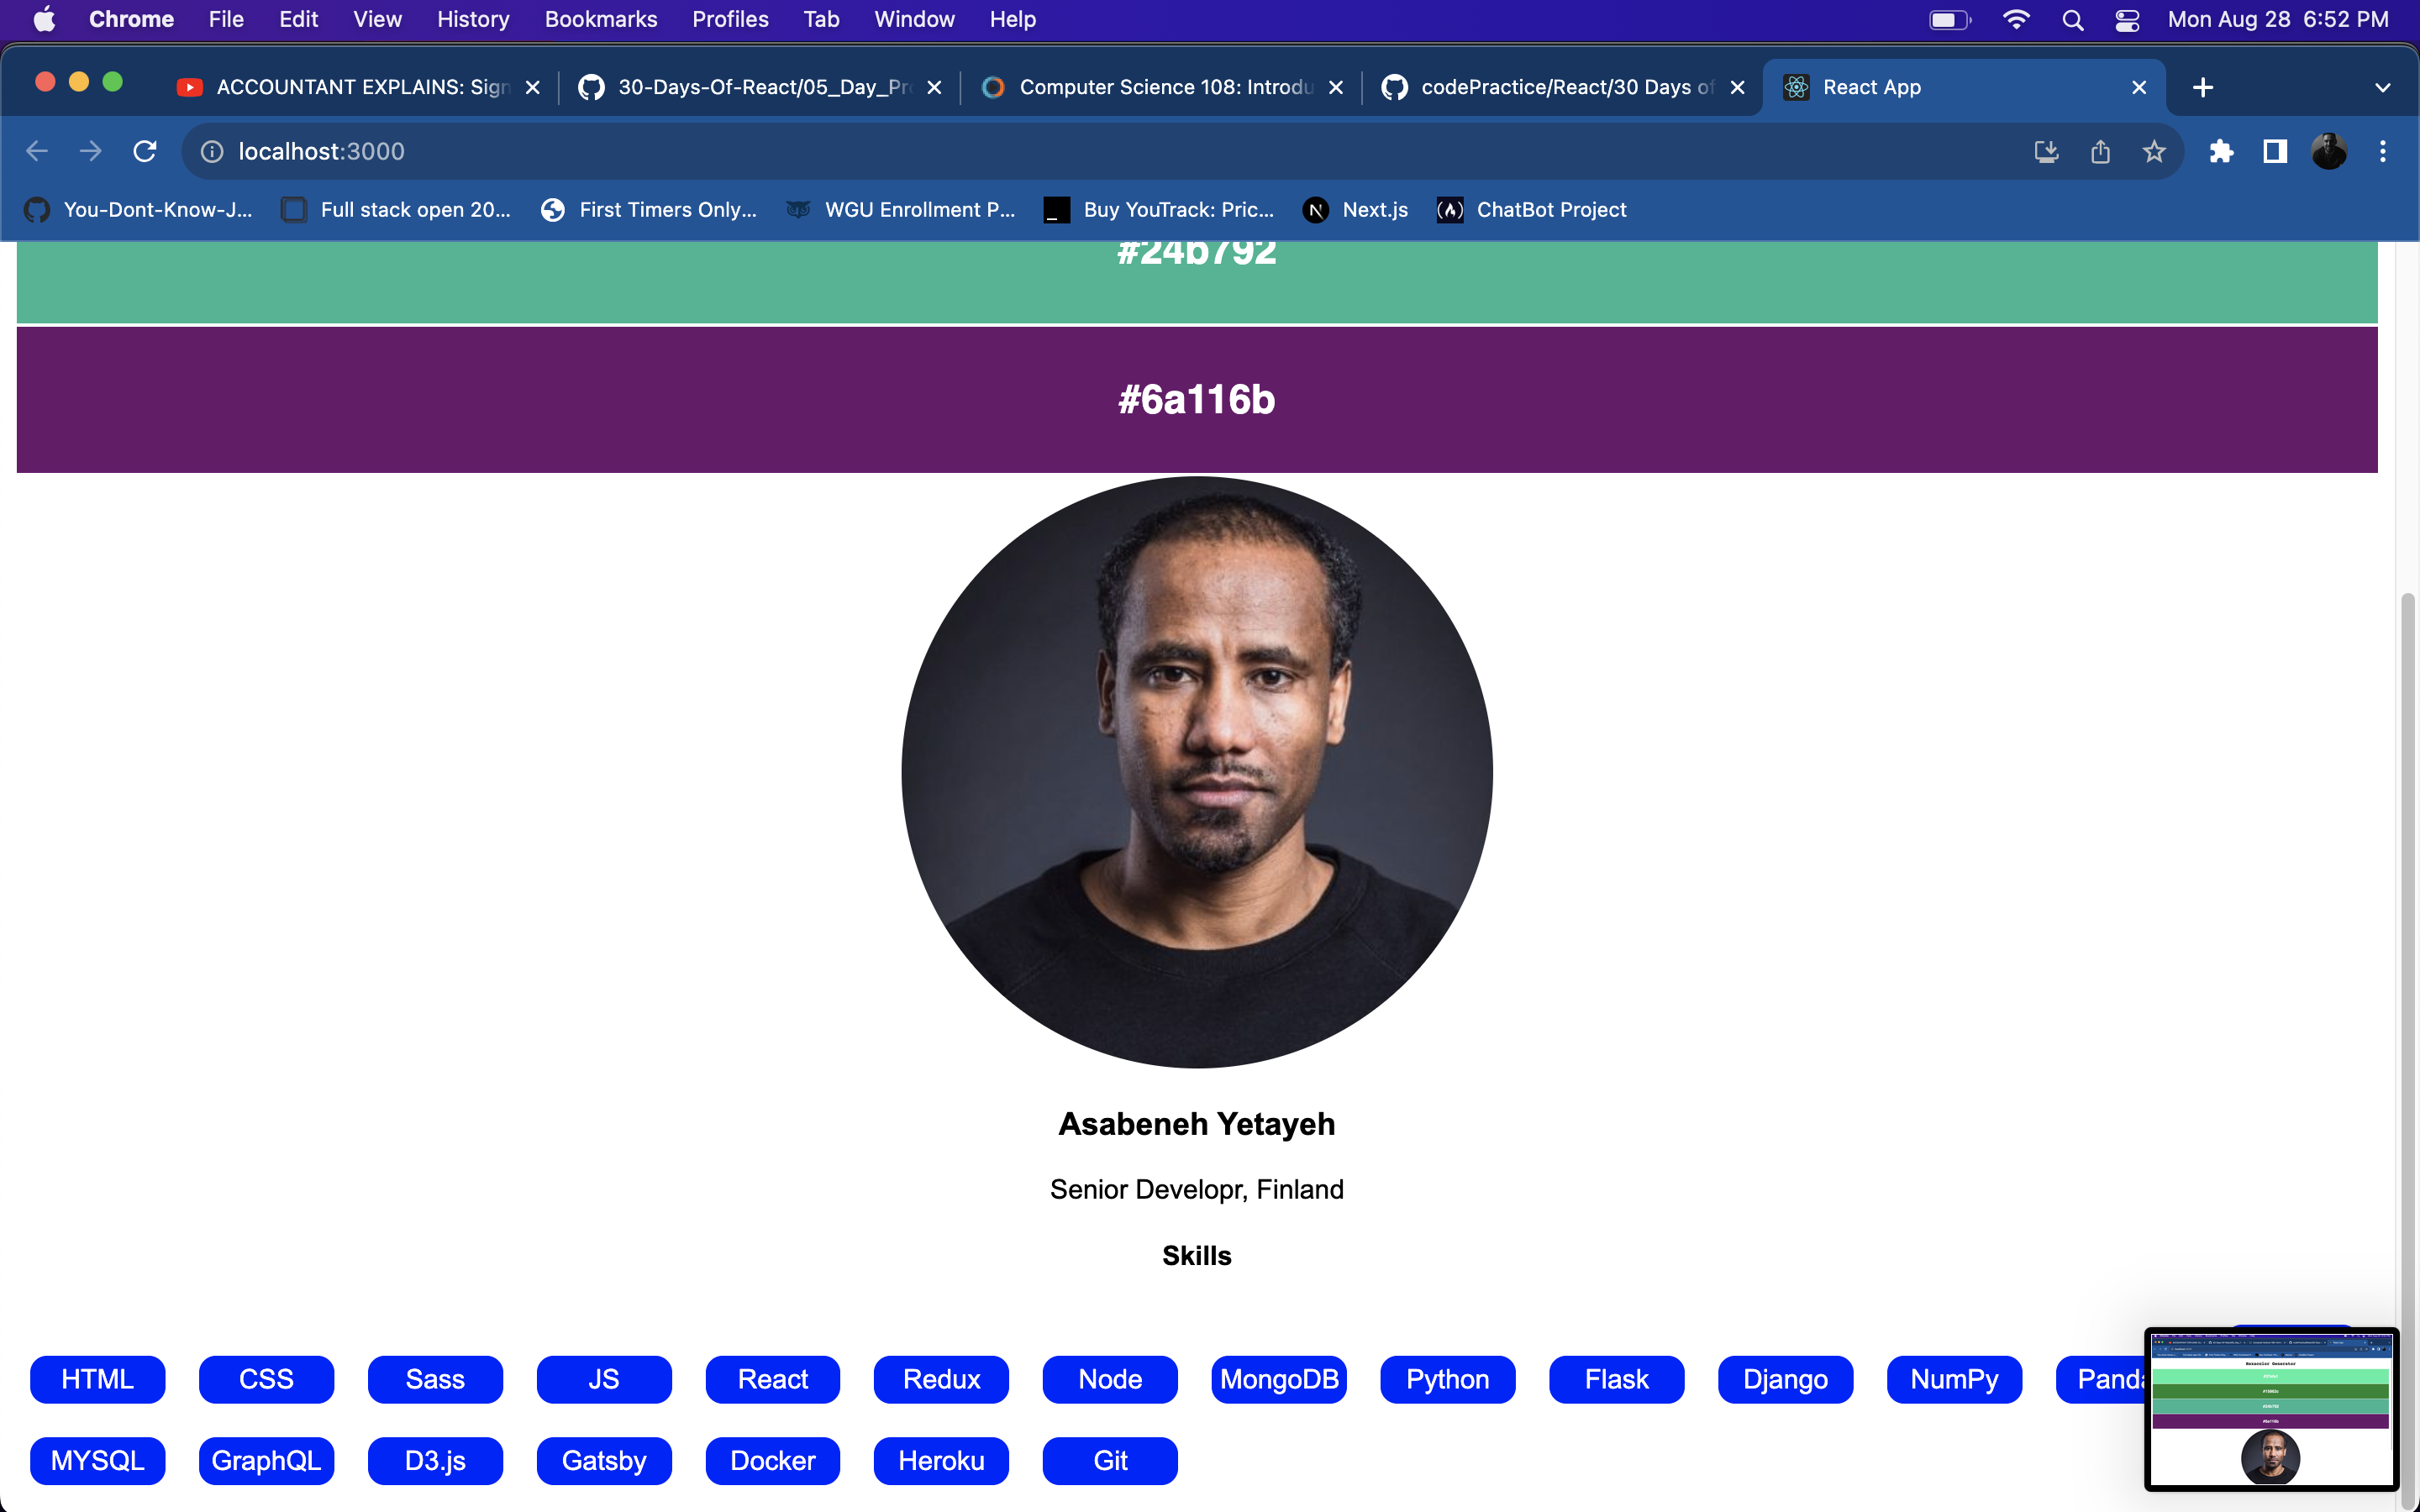 Chrome File Edit View History Bookmarks Profiles Tab Window Help Mon Aug 28 6:52 PM
ACCOUNTANT EXPLAINS: Sign 30-Days-Of-React/05_Day_Pr Computer Science 108: Introdu codePractice/React/30 Days of React App
localhost:3000
You-Dont-Know-J... Full stack open 20... First Timers Only... WGU Enrollment P... Buy YouTrack: Pric... Next.js ChatBot Project
#24b792
#6a116b
Asabeneh Yetayeh
Senior Developr, Finland
Skills
HTML CSS Sass JS React Redux Node MongoDB Python Flask Django NumPy Panda
MYSQL GraphQL D3.js Gatsby Docker Heroku Git